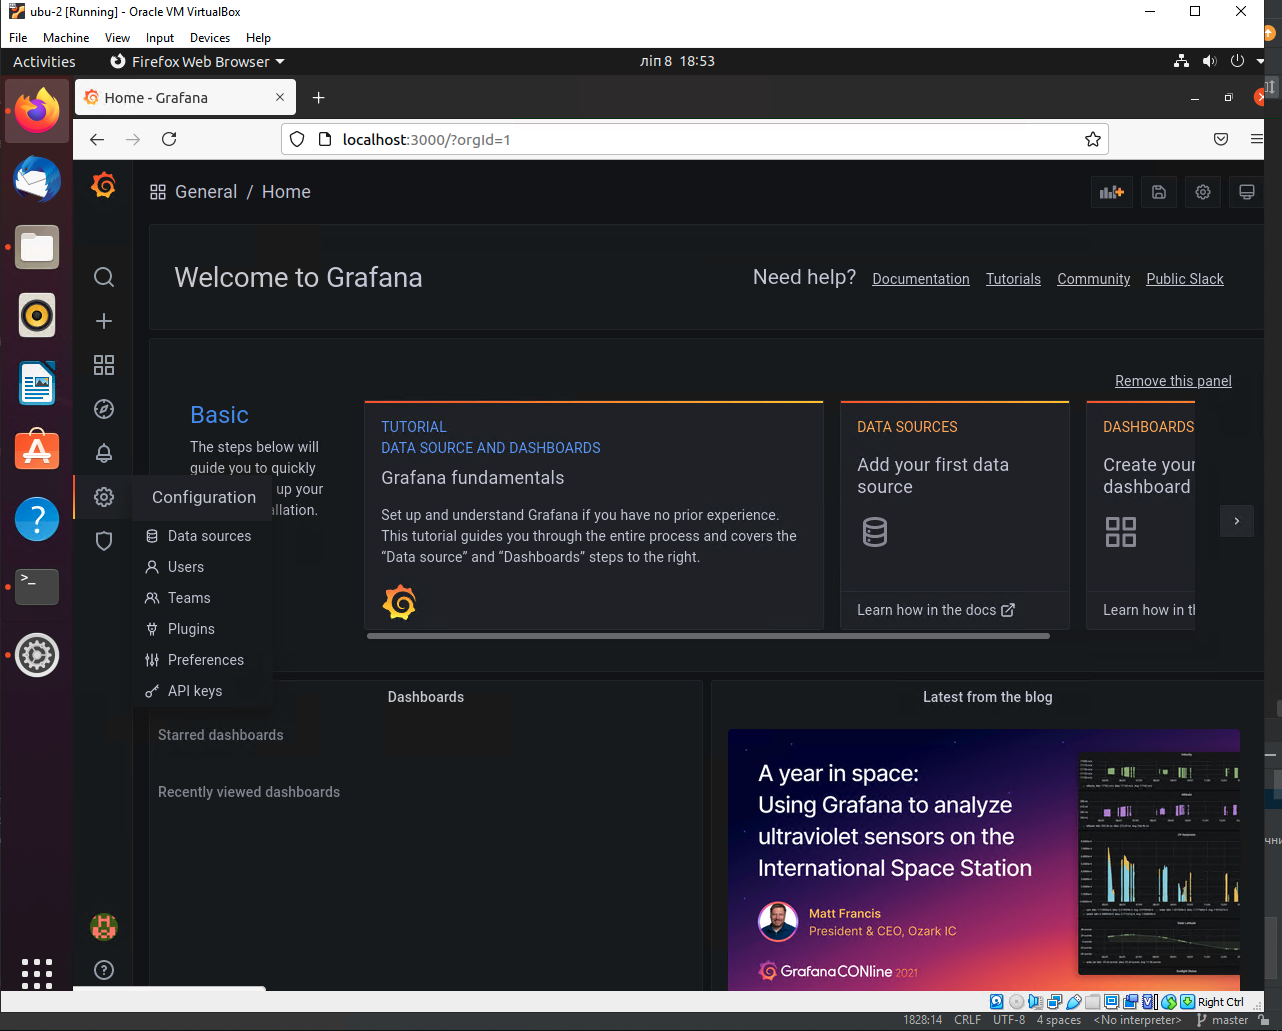 ubu-2 [Running] - Oracle VM VirtualBox
File Machine View Input Devices Help
Activities Firefox Web Browser ліп 8 18:53
Home - Grafana
localhost:3000/?orgId=1
General / Home
Welcome to Grafana
Need help? Documentation Tutorials Community Public Slack
Remove this panel
Basic
The steps below will
guide you to quickly
up your
allation.
TUTORIAL
DATA SOURCE AND DASHBOARDS
Grafana fundamentals
Set up and understand Grafana if you have no prior experience.
This tutorial guides you through the entire process and covers the
“Data source” and “Dashboards” steps to the right.
DATA SOURCES
Add your first data
source
Learn how in the docs
DASHBOARDS
Create your
dashboard
Learn how in th
Configuration
Data sources
Users
Teams
Plugins
Preferences
API keys
Dashboards
Starred dashboards
Recently viewed dashboards
Latest from the blog
A year in space:
Using Grafana to analyze
ultraviolet sensors on the
International Space Station
Matt Francis
President & CEO, Ozark IC
GrafanaCONline 2021
Right Ctrl
1828:14 CRLF UTF-8 4 spaces <No interpreter> master